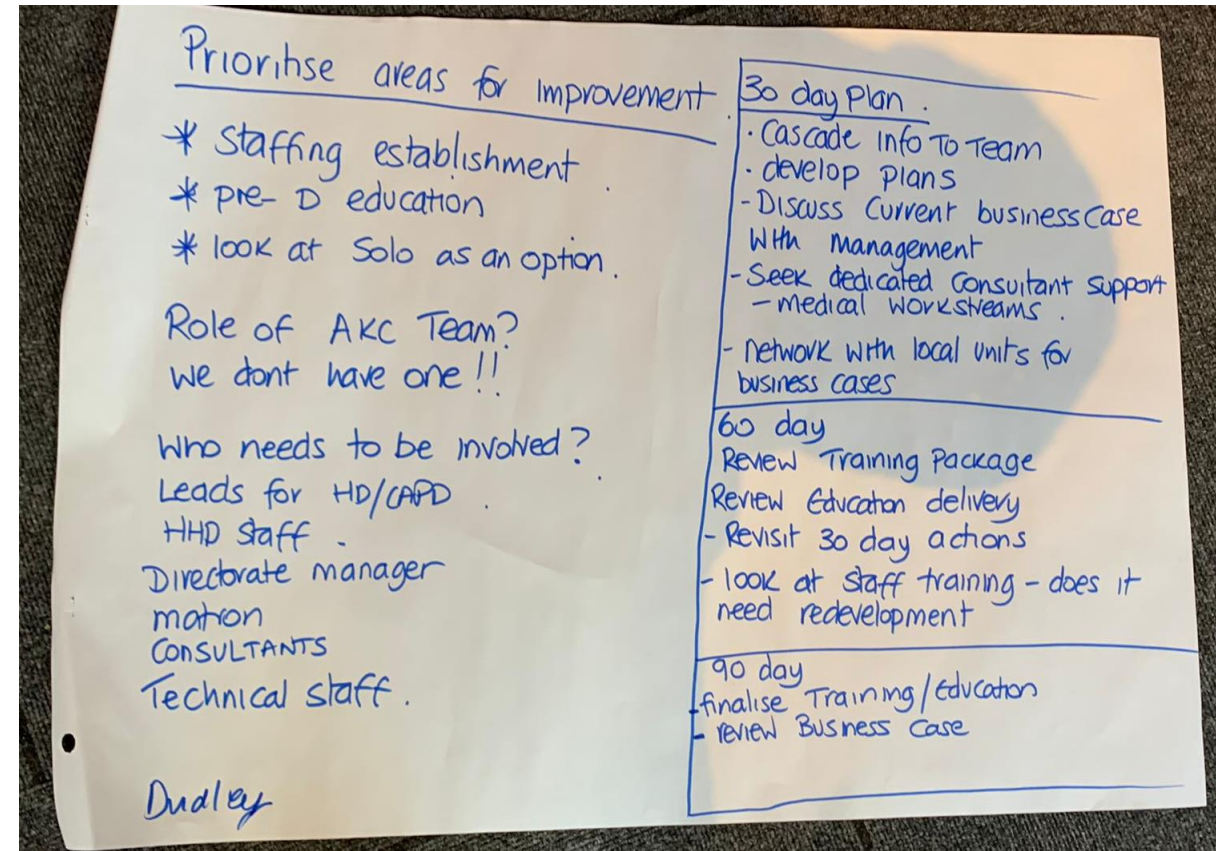 Prioritise areas for improvement.
* Staffing establishment.
* pre-D education
* look at Solo as an option.
Role of AKC Team?
we dont have one!!
Who needs to be involved?
Leads for HD/CAPD.
HHD staff.
Directorate manager
matron
CONSULTANTS
Technical staff.
Dudley
30 day Plan.
· Cascade info To Team
· develop plans
- Discuss Current business case
with management
- Seek dedicated Consultant support
- medical workstreams.
- network with local units for
business cases
60 day
Review Training Package
Review Education delivery
- Revisit 30 day actions
- look at staff training - does it
need redevelopment
90 day
- finalise Training/Education
- review Business Case